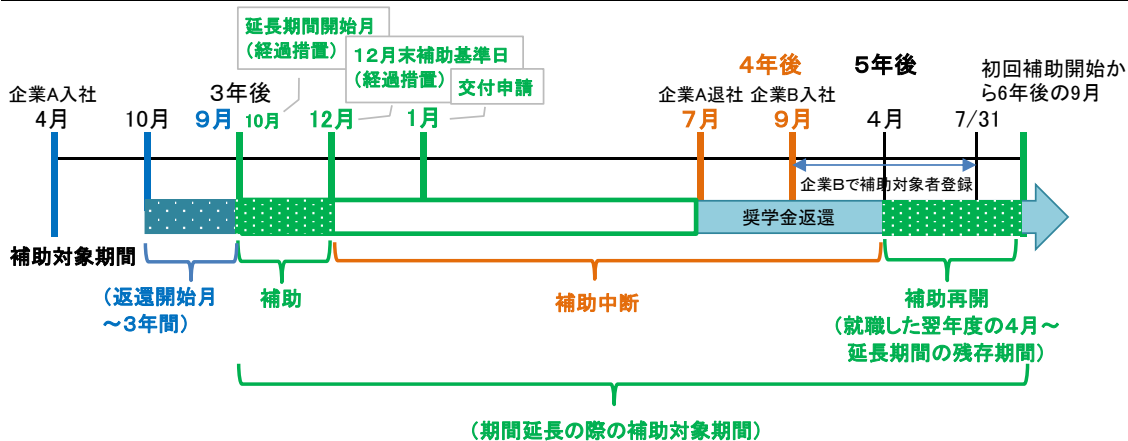 延長期間開始月
（経過措置）
12月末補助基準日
（経過措置）
交付申請
4年後
5年後
初回補助開始か
ら6年後の9月
企業A入社
3年後
企業A退社
企業B入社
4月
10月
9月
10月
12月
1月
7月
9月
4月
7/31
企業Bで補助対象者登録
奨学金返還
補助対象期間
（返還開始月
～3年間）
補助
補助中断
補助再開
（就職した翌年度の4月～
延長期間の残存期間）
（期間延長の際の補助対象期間）